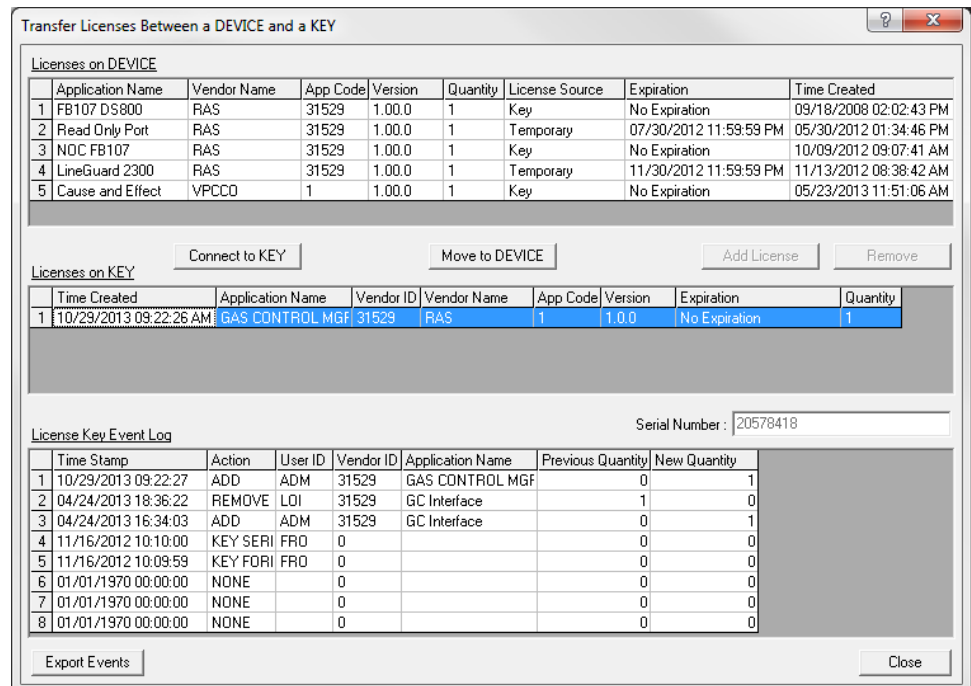 Transfer Licenses Between a DEVICE and a KEY
Licenses on DEVICE
Application Name Vendor Name App Code Version Quantity License Source Expiration Time Created
1 FB107 DS800 RAS 31529 1.00.0 1 Key No Expiration 09/18/2008 02:02:43 PM
2 Read Only Port RAS 31529 1.00.0 1 Temporary 07/30/2012 11:59:59 PM 05/30/2012 01:34:46 PM
3 NOC FB107 RAS 31529 1.00.0 1 Key No Expiration 10/09/2012 09:07:41 AM
4 LineGuard 2300 RAS 31529 1.00.0 1 Temporary 11/30/2012 11:59:59 PM 11/13/2012 08:38:42 AM
5 Cause and Effect VPCCO 1 1.00.0 1 Key No Expiration 05/23/2013 11:51:06 AM
Connect to KEY Move to DEVICE Add License Remove
Licenses on KEY
Time Created Application Name Vendor ID Vendor Name App Code Version Expiration Quantity
1 10/29/2013 09:22:26 AM GAS CONTROL MGF 31529 RAS 1 1.0.0 No Expiration 1
Serial Number : 20578418
License Key Event Log
Time Stamp Action User ID Vendor ID Application Name Previous Quantity New Quantity
1 10/29/2013 09:22:27 ADD ADM 31529 GAS CONTROL MGF 0 1
2 04/24/2013 18:36:22 REMOVE LOI 31529 GC Interface 1 0
3 04/24/2013 16:34:03 ADD ADM 31529 GC Interface 0 1
4 11/16/2012 10:10:00 KEY SERI FRO 0 0 0
5 11/16/2012 10:09:59 KEY FORI FRO 0 0 0
6 01/01/1970 00:00:00 NONE 0 0 0
7 01/01/1970 00:00:00 NONE 0 0 0
8 01/01/1970 00:00:00 NONE 0 0 0
Export Events Close